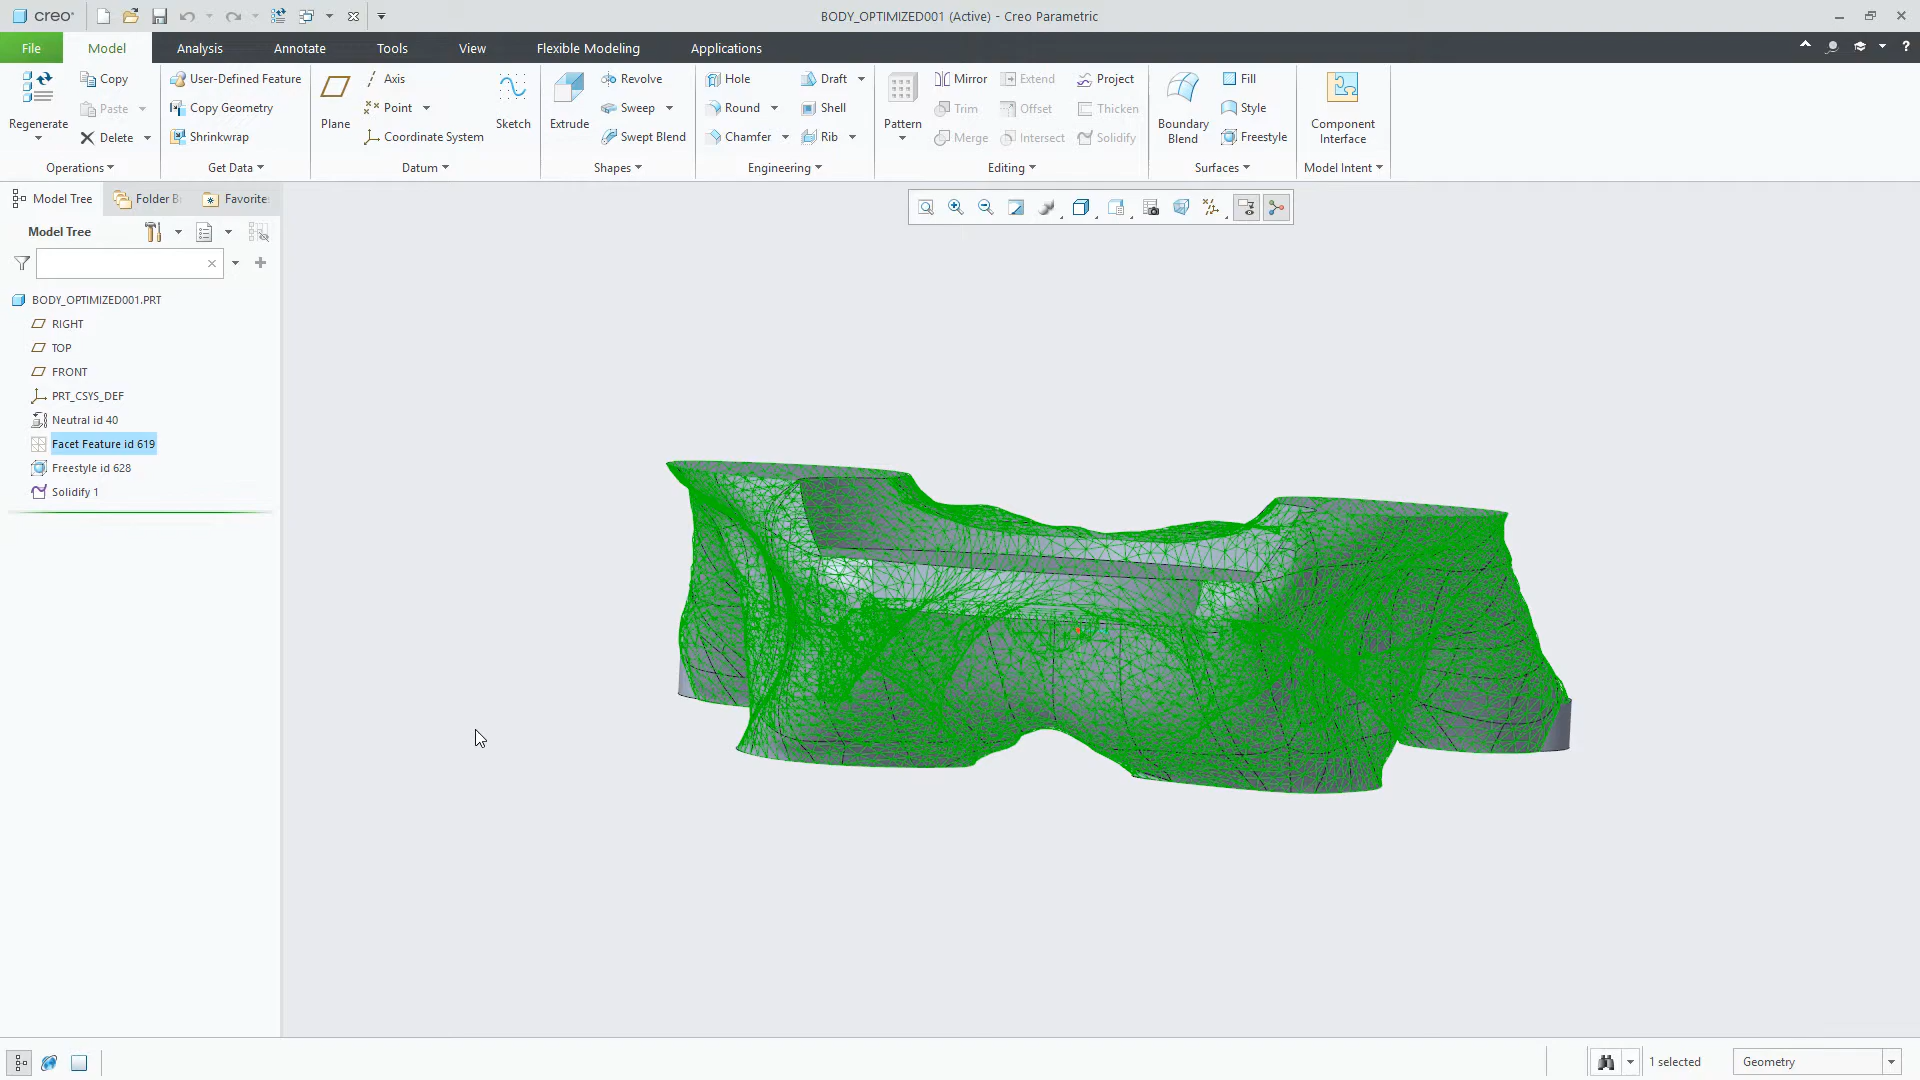 creo
BODY_OPTIMIZED001 (Active) - Creo Parametric
File
Model
Analysis
Annotate
Tools
View
Flexible Modeling
Applications
Regenerate
Copy
Paste
Delete
Operations
User-Defined Feature
Copy Geometry
Shrinkwrap
Get Data
Plane
Axis
Point
Coordinate System
Sketch
Datum
Extrude
Revolve
Sweep
Swept Blend
Shapes
Hole
Round
Chamfer
Draft
Shell
Rib
Engineering
Pattern
Mirror
Trim
Merge
Extend
Offset
Intersect
Project
Thicken
Solidify
Editing
Boundary
Blend
Fill
Style
Freestyle
Surfaces
Component
Interface
Model Intent
Model Tree
Folder B
Favorite
Model Tree
BODY_OPTIMIZED001.PRT
RIGHT
TOP
FRONT
PRT_CSYS_DEF
Neutral id 40
Facet Feature id 619
Freestyle id 628
Solidify 1
1 selected
Geometry